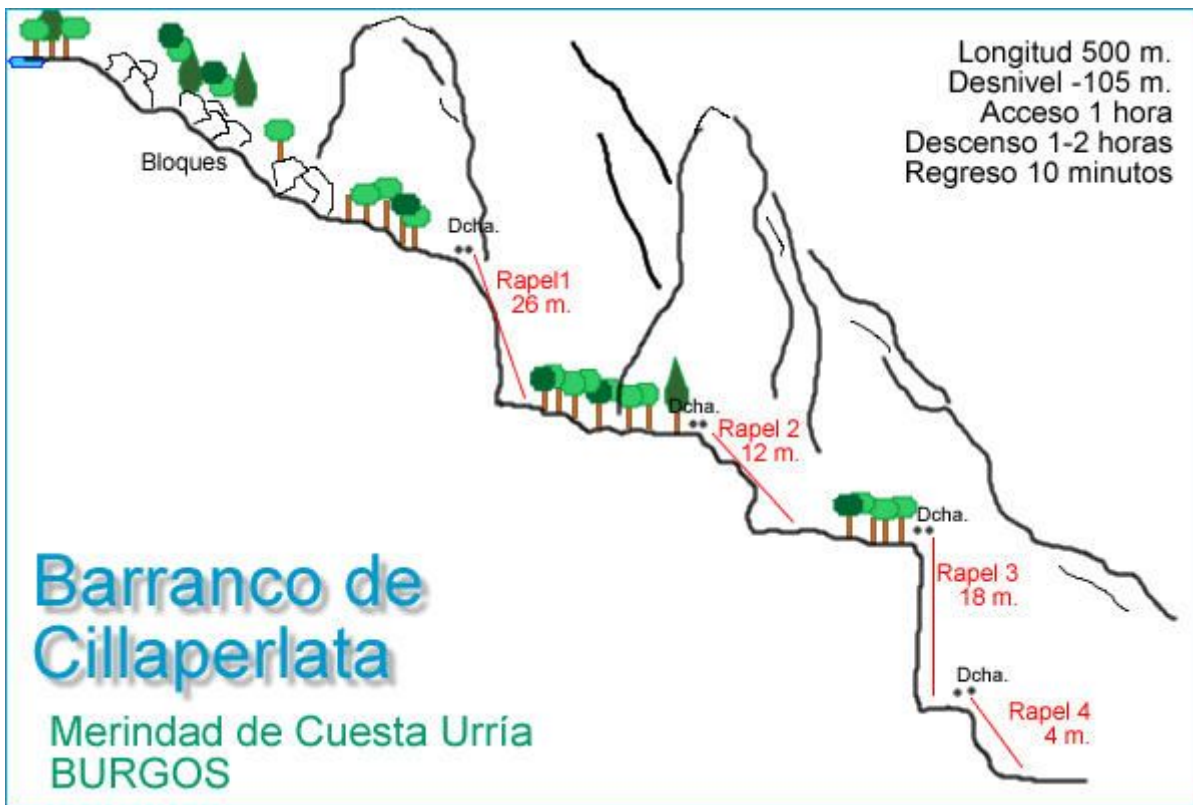 Longitud 500 m.
Desnivel -105 m.
Acceso 1 hora
Descenso 1-2 horas
Regreso 10 minutos
Bloques
Dcha.
Rapel1
26 m.
Dcha.
Rapel 2
12 m.
Dcha.
Rapel 3
18 m.
Dcha.
Rapel 4
4 m.
Barranco de
Cillaperlata
Merindad de Cuesta Urría
BURGOS